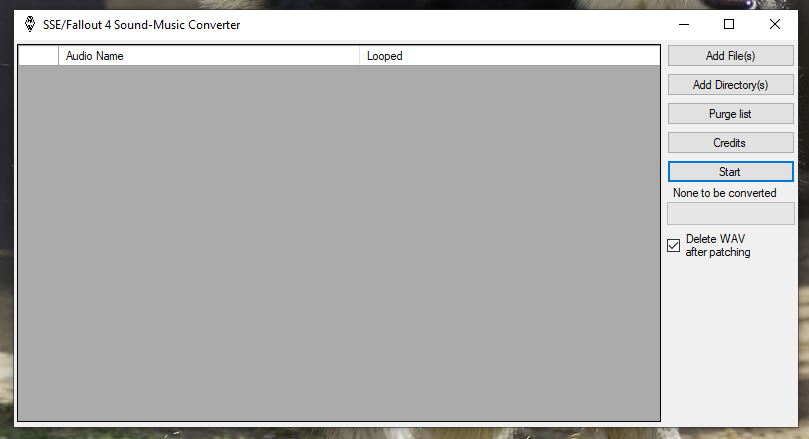 SSE/Fallout 4 Sound-Music Converter
Audio Name
Looped
Add File(s)
Add Directory(s)
Purge list
Credits
Start
None to be converted
Delete WAV
after patching